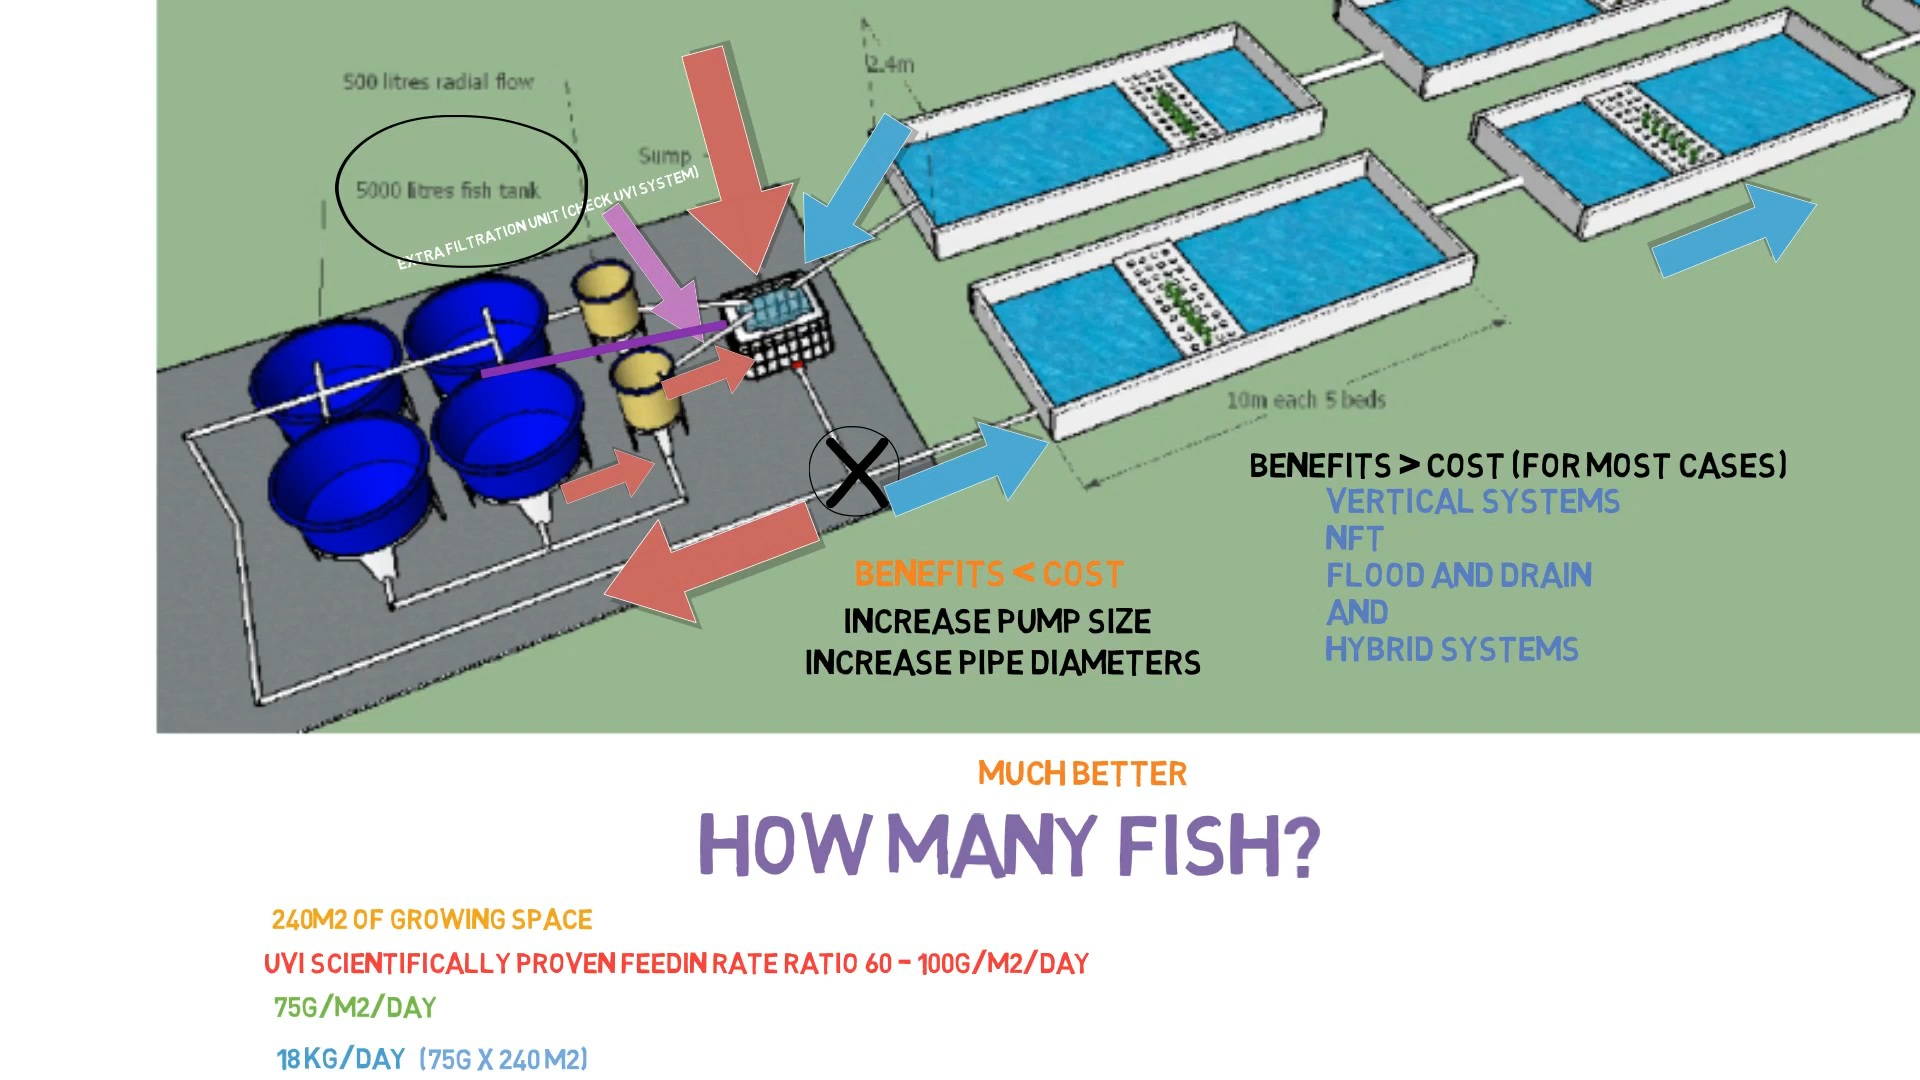 500 litres radial flow
2.4m
Sump
5000 litres fish tank
EXTRA FILTRATION UNIT (CHECK UVI SYSTEM)
10m each 5 beds
BENEFITS > COST (FOR MOST CASES)
VERTICAL SYSTEMS
NFT
FLOOD AND DRAIN
AND
HYBRID SYSTEMS
BENEFITS < COST
INCREASE PUMP SIZE
INCREASE PIPE DIAMETERS
MUCH BETTER
HOW MANY FISH?
240M2 OF GROWING SPACE
UVI SCIENTIFICALLY PROVEN FEEDIN RATE RATIO 60 - 100G/M2/DAY
75G/M2/DAY
18KG/DAY (75G X 240 M2)